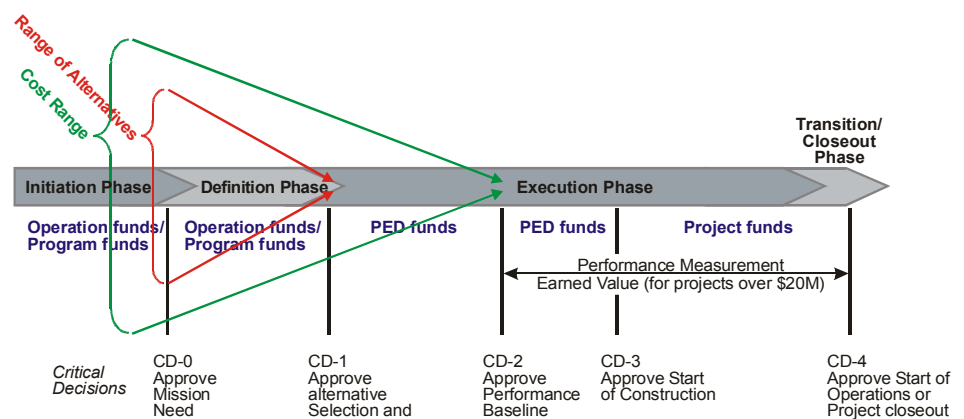 Range of Alternatives
Cost Range
Transition/
Closeout
Phase
Initiation Phase
Definition Phase
Execution Phase
Operation funds/
Program funds
Operation funds/
Program funds
PED funds
PED funds
Project funds
Performance Measurement
Earned Value (for projects over $20M)
Critical
Decisions
CD-0
Approve
Mission
Need
CD-1
Approve
alternative
Selection and
CD-2
Approve
Performance
Baseline
CD-3
Approve Start
of Construction
CD-4
Approve Start of
Operations or
Project closeout